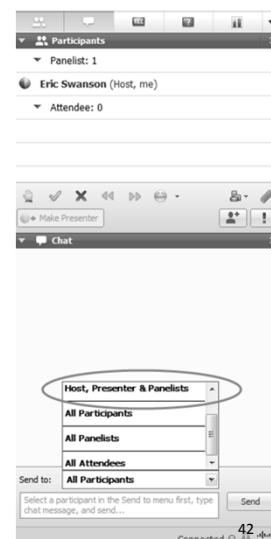 Participants
Panelist: 1
Eric Swanson (Host, me)
Attendee: 0
Make Presenter
Chat
Host, Presenter & Panelists
All Participants
All Panelists
All Attendees
Send to: All Participants
Select a participant in the Send to menu first, type
chat message, and send...
Send
42
Connected